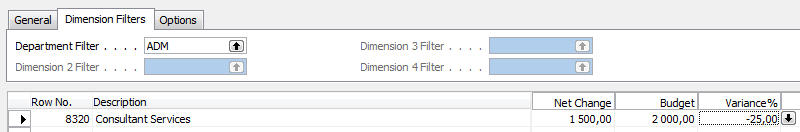 General Dimension Filters Options
Department Filter . . . . ADM Dimension 3 Filter . . . .
Dimension 2 Filter . . . . Dimension 4 Filter . . . .
Row No. Description Net Change Budget Variance%
8320 Consultant Services 1 500,00 2 000,00 -25,00